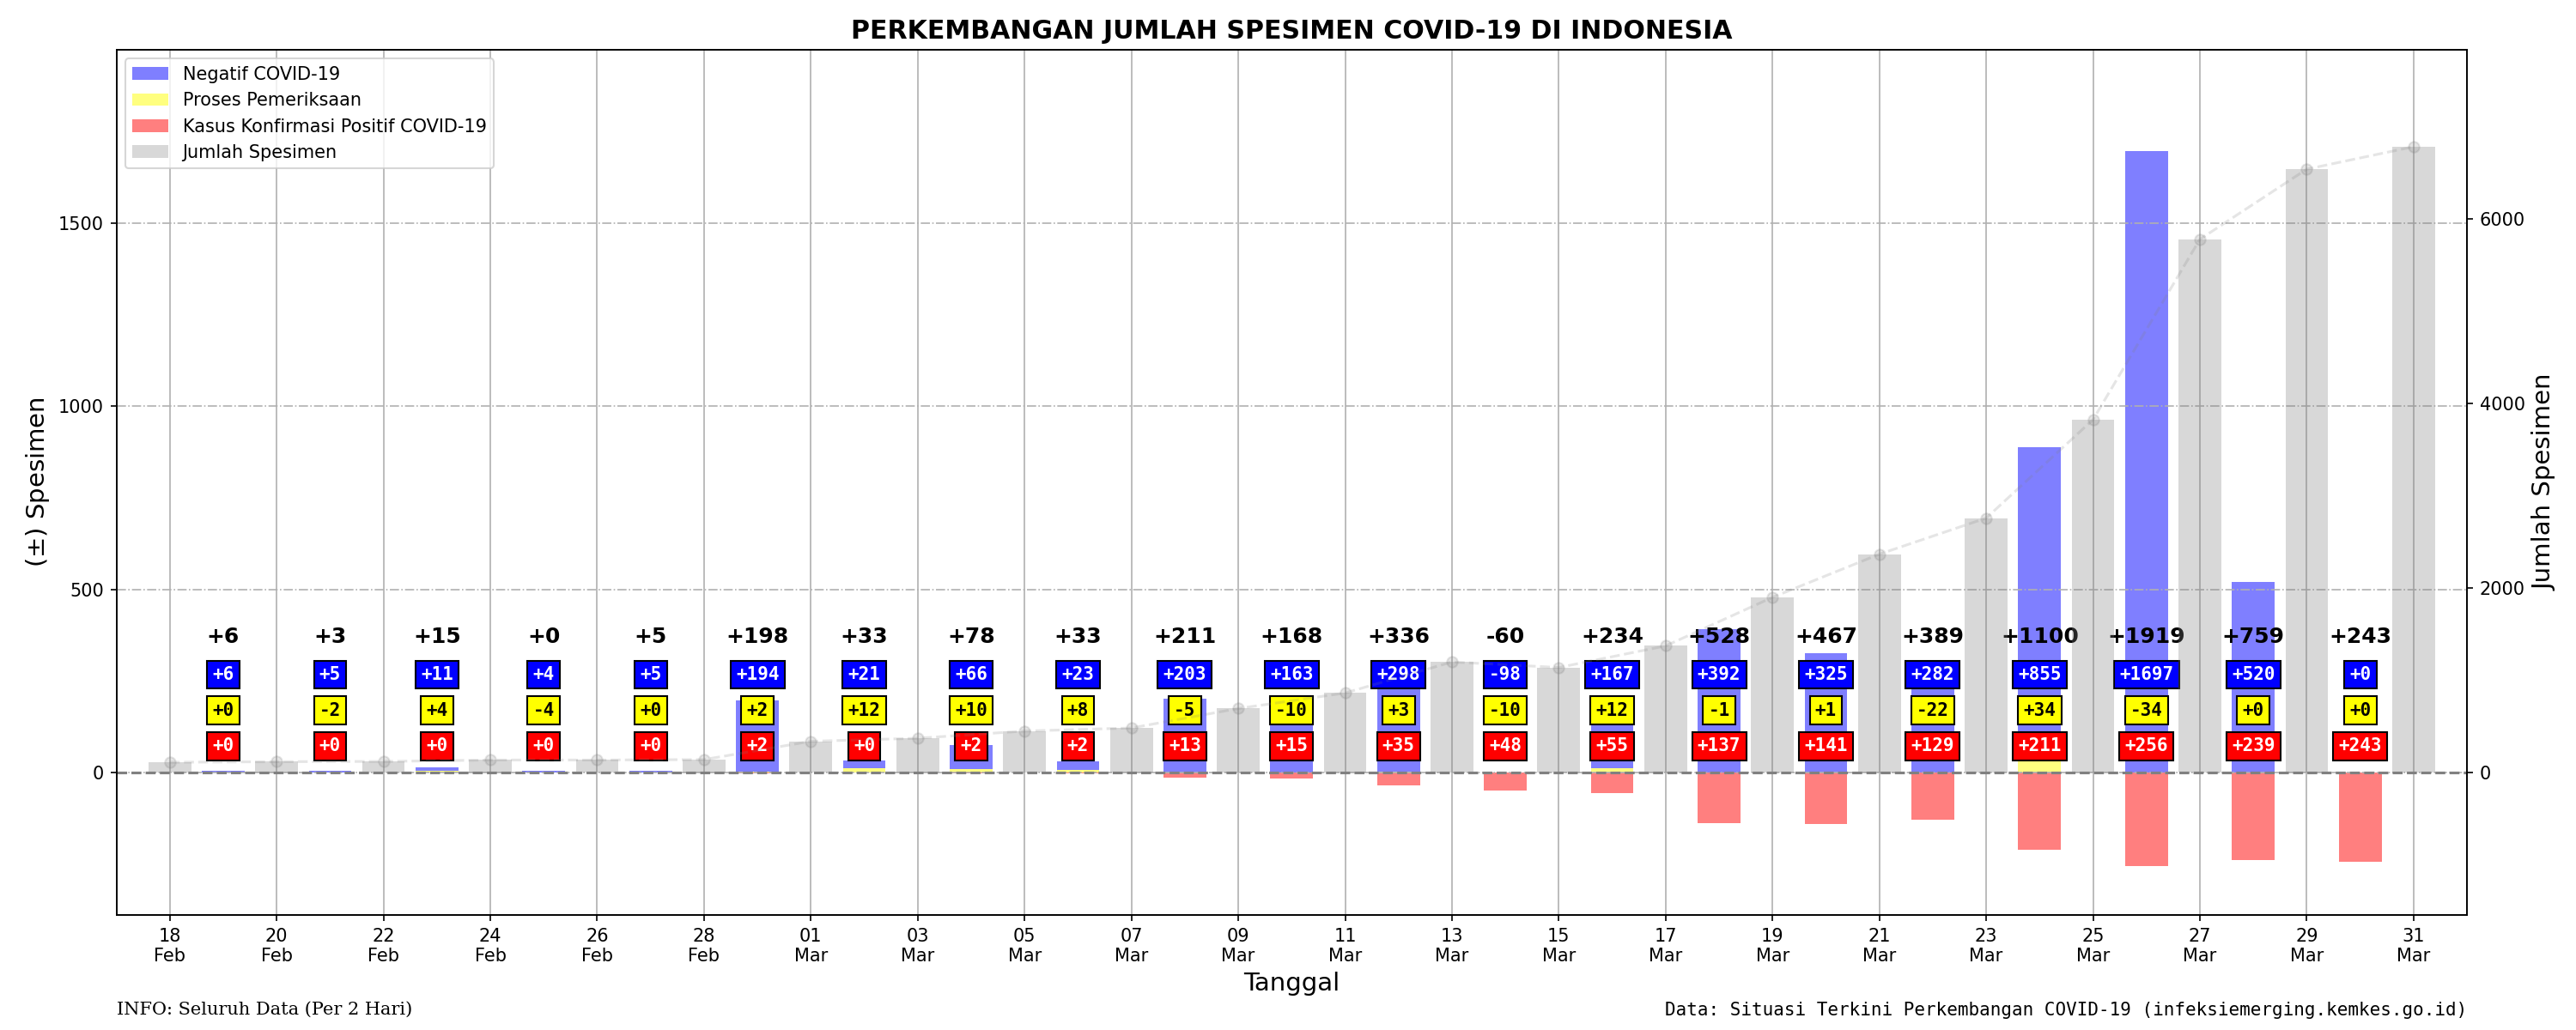 PERKEMBANGAN JUMLAH SPESIMEN COVID-19 DI INDONESIA
Negatif COVID-19
Proses Pemeriksaan
Kasus Konfirmasi Positif COVID-19
Jumlah Spesimen
(±) Spesimen
1500
1000
500
0
6000
4000
2000
0
Jumlah Spesimen
+6 +3 +15 +0 +5 +198 +33 +78 +33 +211 +168 +336 -60 +234 +528 +467 +389 +1100 +1919 +759 +243
+6 +5 +11 +4 +5 +194 +21 +66 +23 +203 +163 +298 -98 +167 +392 +325 +282 +855 +1697 +520 +0
+0 -2 +4 -4 +0 +2 +12 +10 +8 -5 -10 +3 -10 +12 -1 +1 -22 +34 -34 +0 +0
+0 +0 +0 +0 +0 +2 +0 +2 +2 +13 +15 +35 +48 +55 +137 +141 +129 +211 +256 +239 +243
18 20 22 24 26 28 01 03 05 07 09 11 13 15 17 19 21 23 25 27 29 31
Feb Feb Feb Feb Feb Feb Mar Mar Mar Mar Mar Mar Mar Mar Mar Mar Mar Mar Mar Mar Mar Mar
Tanggal
INFO: Seluruh Data (Per 2 Hari)
Data: Situasi Terkini Perkembangan COVID-19 (infeksiemerging.kemkes.go.id)